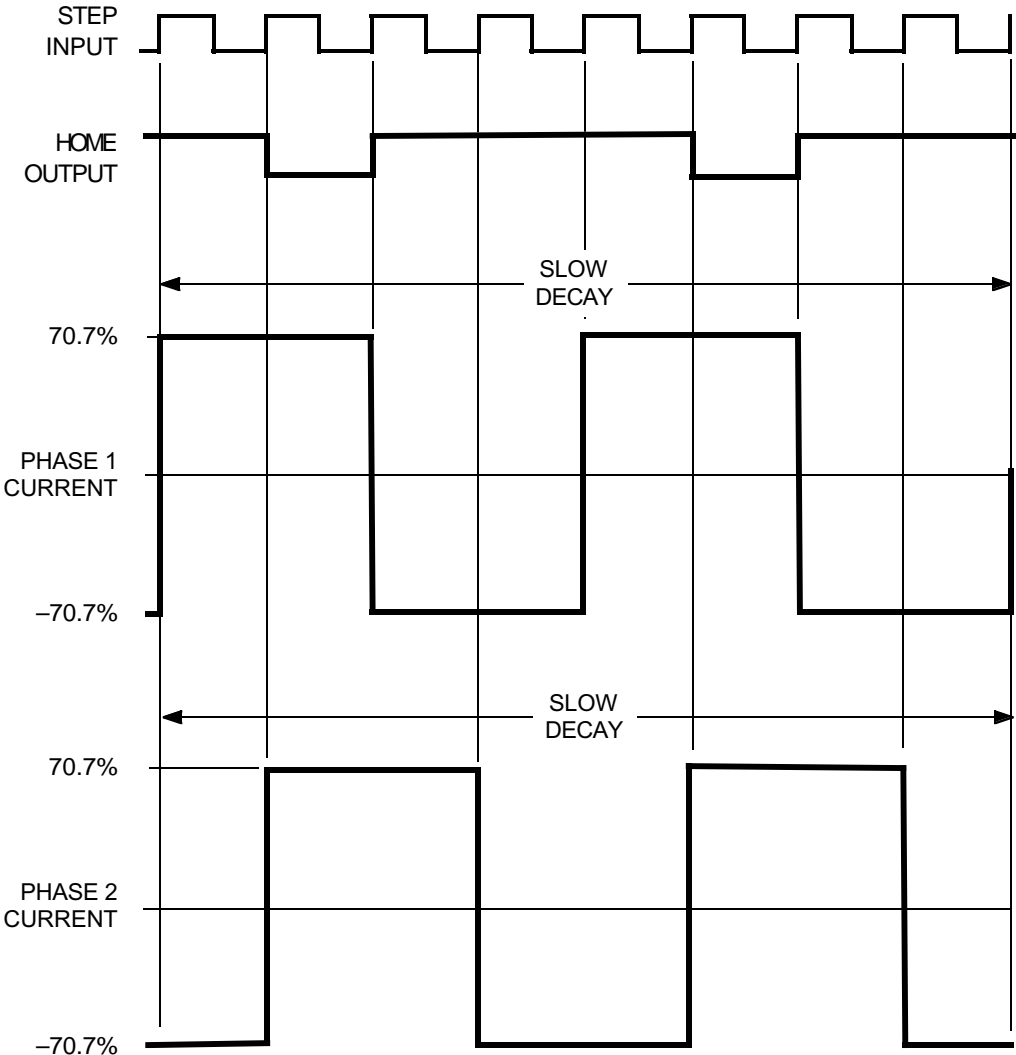 STEP
INPUT
HOME
OUTPUT
SLOW
DECAY
70.7%
PHASE 1
CURRENT
–70.7%
SLOW
DECAY
70.7%
PHASE 2
CURRENT
–70.7%